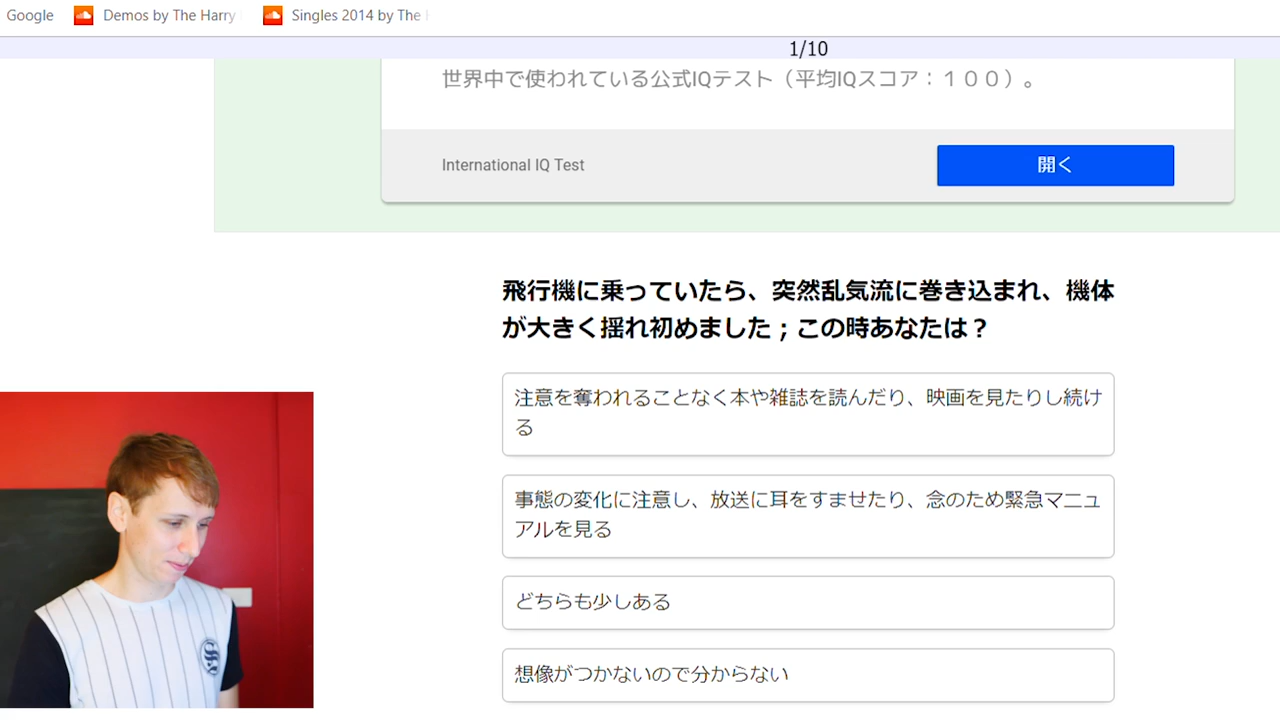 Google Demos by The Harry Singles 2014 by The
1/10
世界中で使われている公式IQテスト（平均IQスコア：１００）。
International IQ Test 開く
飛行機に乗っていたら、突然乱気流に巻き込まれ、機体
が大きく揺れ初めました；この時あなたは？
注意を奪われることなく本や雑誌を読んだり、映画を見たりし続け
る
事態の変化に注意し、放送に耳をすませたり、念のため緊急マニュ
アルを見る
どちらも少しある
想像がつかないので分からない